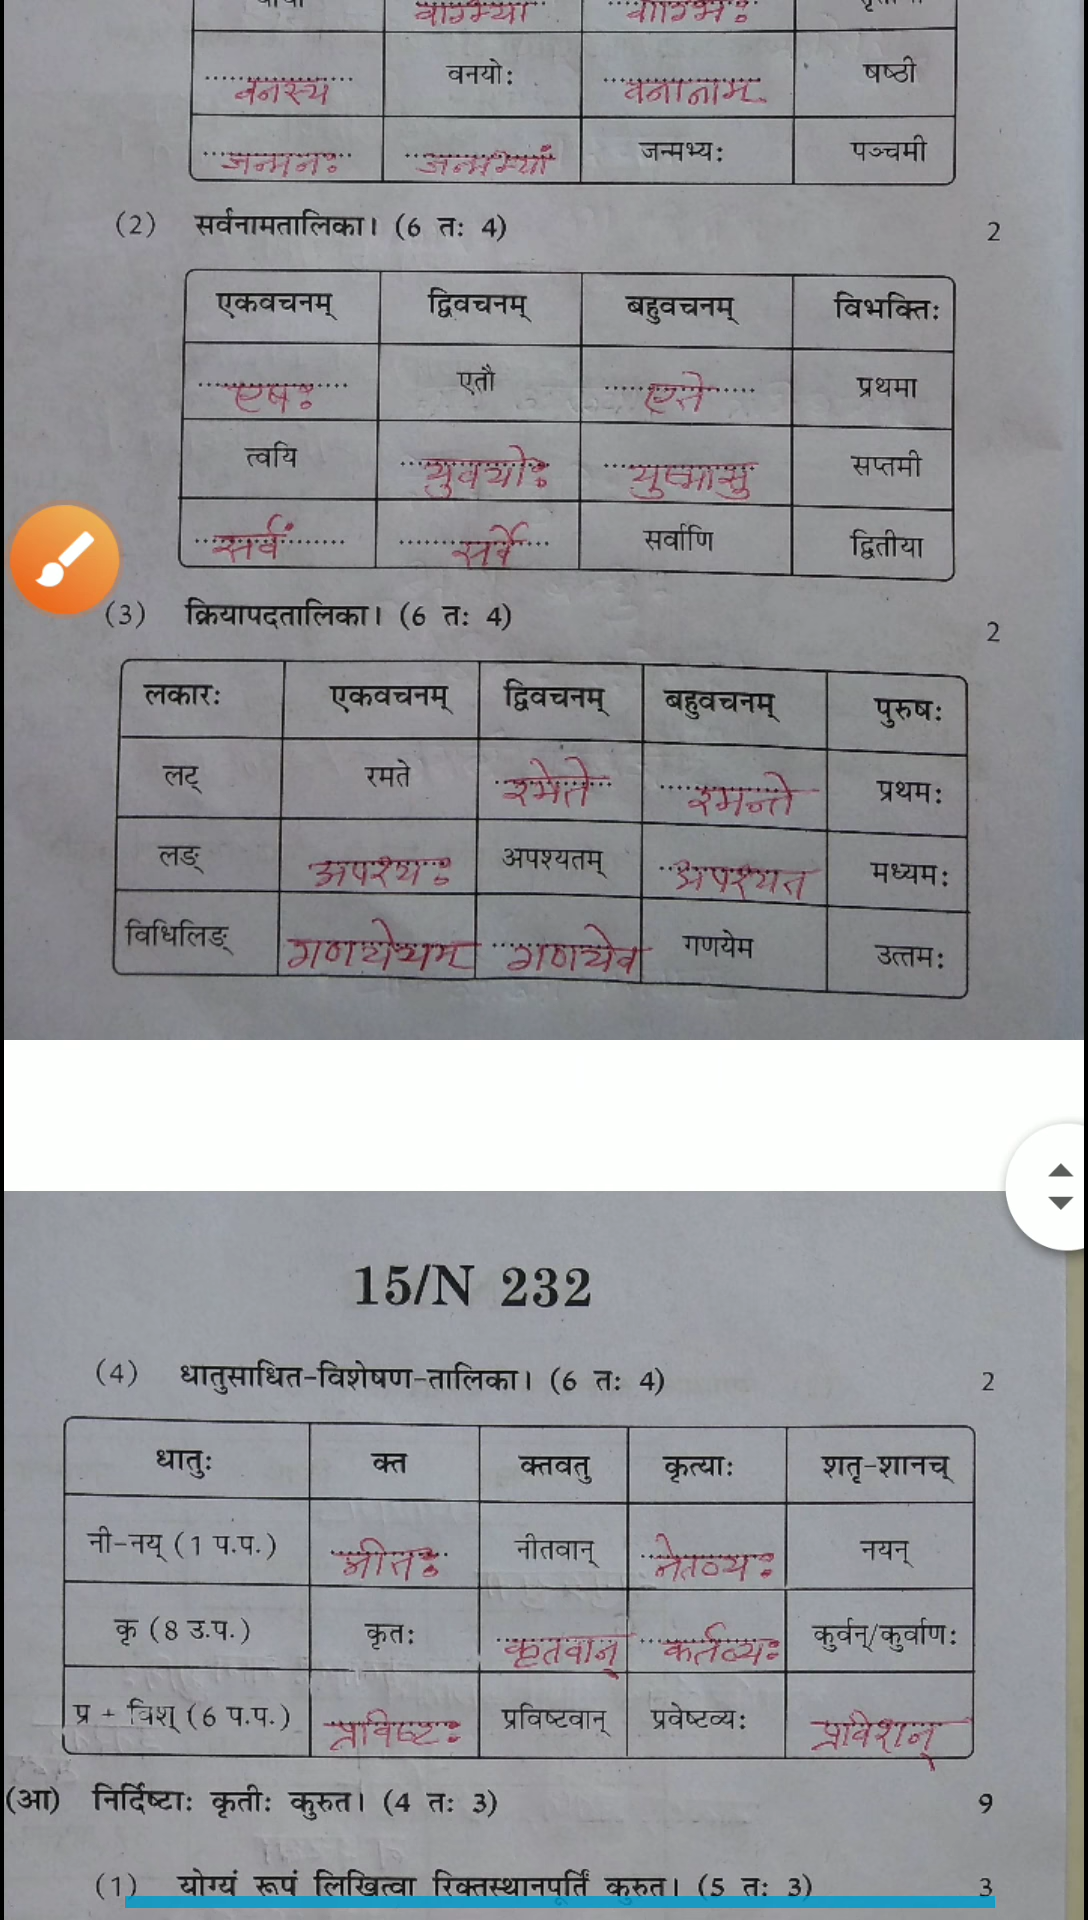 वाग्भ्यां वाग्भिः
वनस्य वनयोः वनानाम् षष्ठी
जन्मनः जन्मभ्यां जन्मभ्यः पञ्चमी
(2) सर्वनामतालिका। (6 तः 4) 2
एकवचनम् द्विवचनम् बहुवचनम् विभक्तिः
एषः एतौ एते प्रथमा
त्वयि युवयोः युष्मासु सप्तमी
सर्वं सर्वे सर्वाणि द्वितीया
(3) क्रियापदतालिका। (6 तः 4) 2
लकारः एकवचनम् द्विवचनम् बहुवचनम् पुरुषः
लट् रमते रमेते रमन्ते प्रथमः
लङ् अपश्यः अपश्यतम् अपश्यत मध्यमः
विधिलिङ् गणयेयम् गणयेव गणयेम उत्तमः
15/N 232
(4) धातुसाधित-विशेषण-तालिका। (6 तः 4) 2
धातुः क्त क्तवतु कृत्याः शतृ-शानच्
नी-नय् (1 प.प.) नीतः नीतवान् नेतव्यः नयन्
कृ (8 उ.प.) कृतः कृतवान् कर्तव्यः कुर्वन्/कुर्वाणः
प्र + विश् (6 प.प.) प्रविष्टः प्रविष्टवान् प्रवेष्टव्यः प्रविशन्
(आ) निर्दिष्टाः कृतीः कुरुत। (4 तः 3) 9
(1) योग्यं रूपं लिखित्वा रिक्तस्थानपूर्तिं कुरुत। (5 तः 3) 3